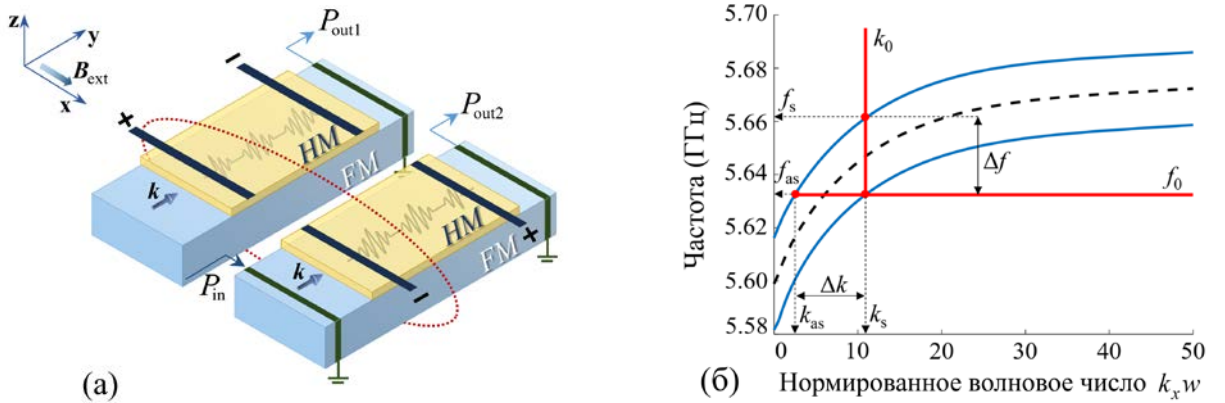 z
y
B_ext
x
+
−
P_out1
HM
FM
k
P_out2
HM
FM
+
−
k
P_in
(а)
Частота (ГГц)
5.70
5.68
5.66
5.64
5.62
5.60
5.58
f_s
f_as
k_0
Δf
f_0
Δk
k_as
k_s
0
10
20
30
40
50
(б)
Нормированное волновое число k_x w